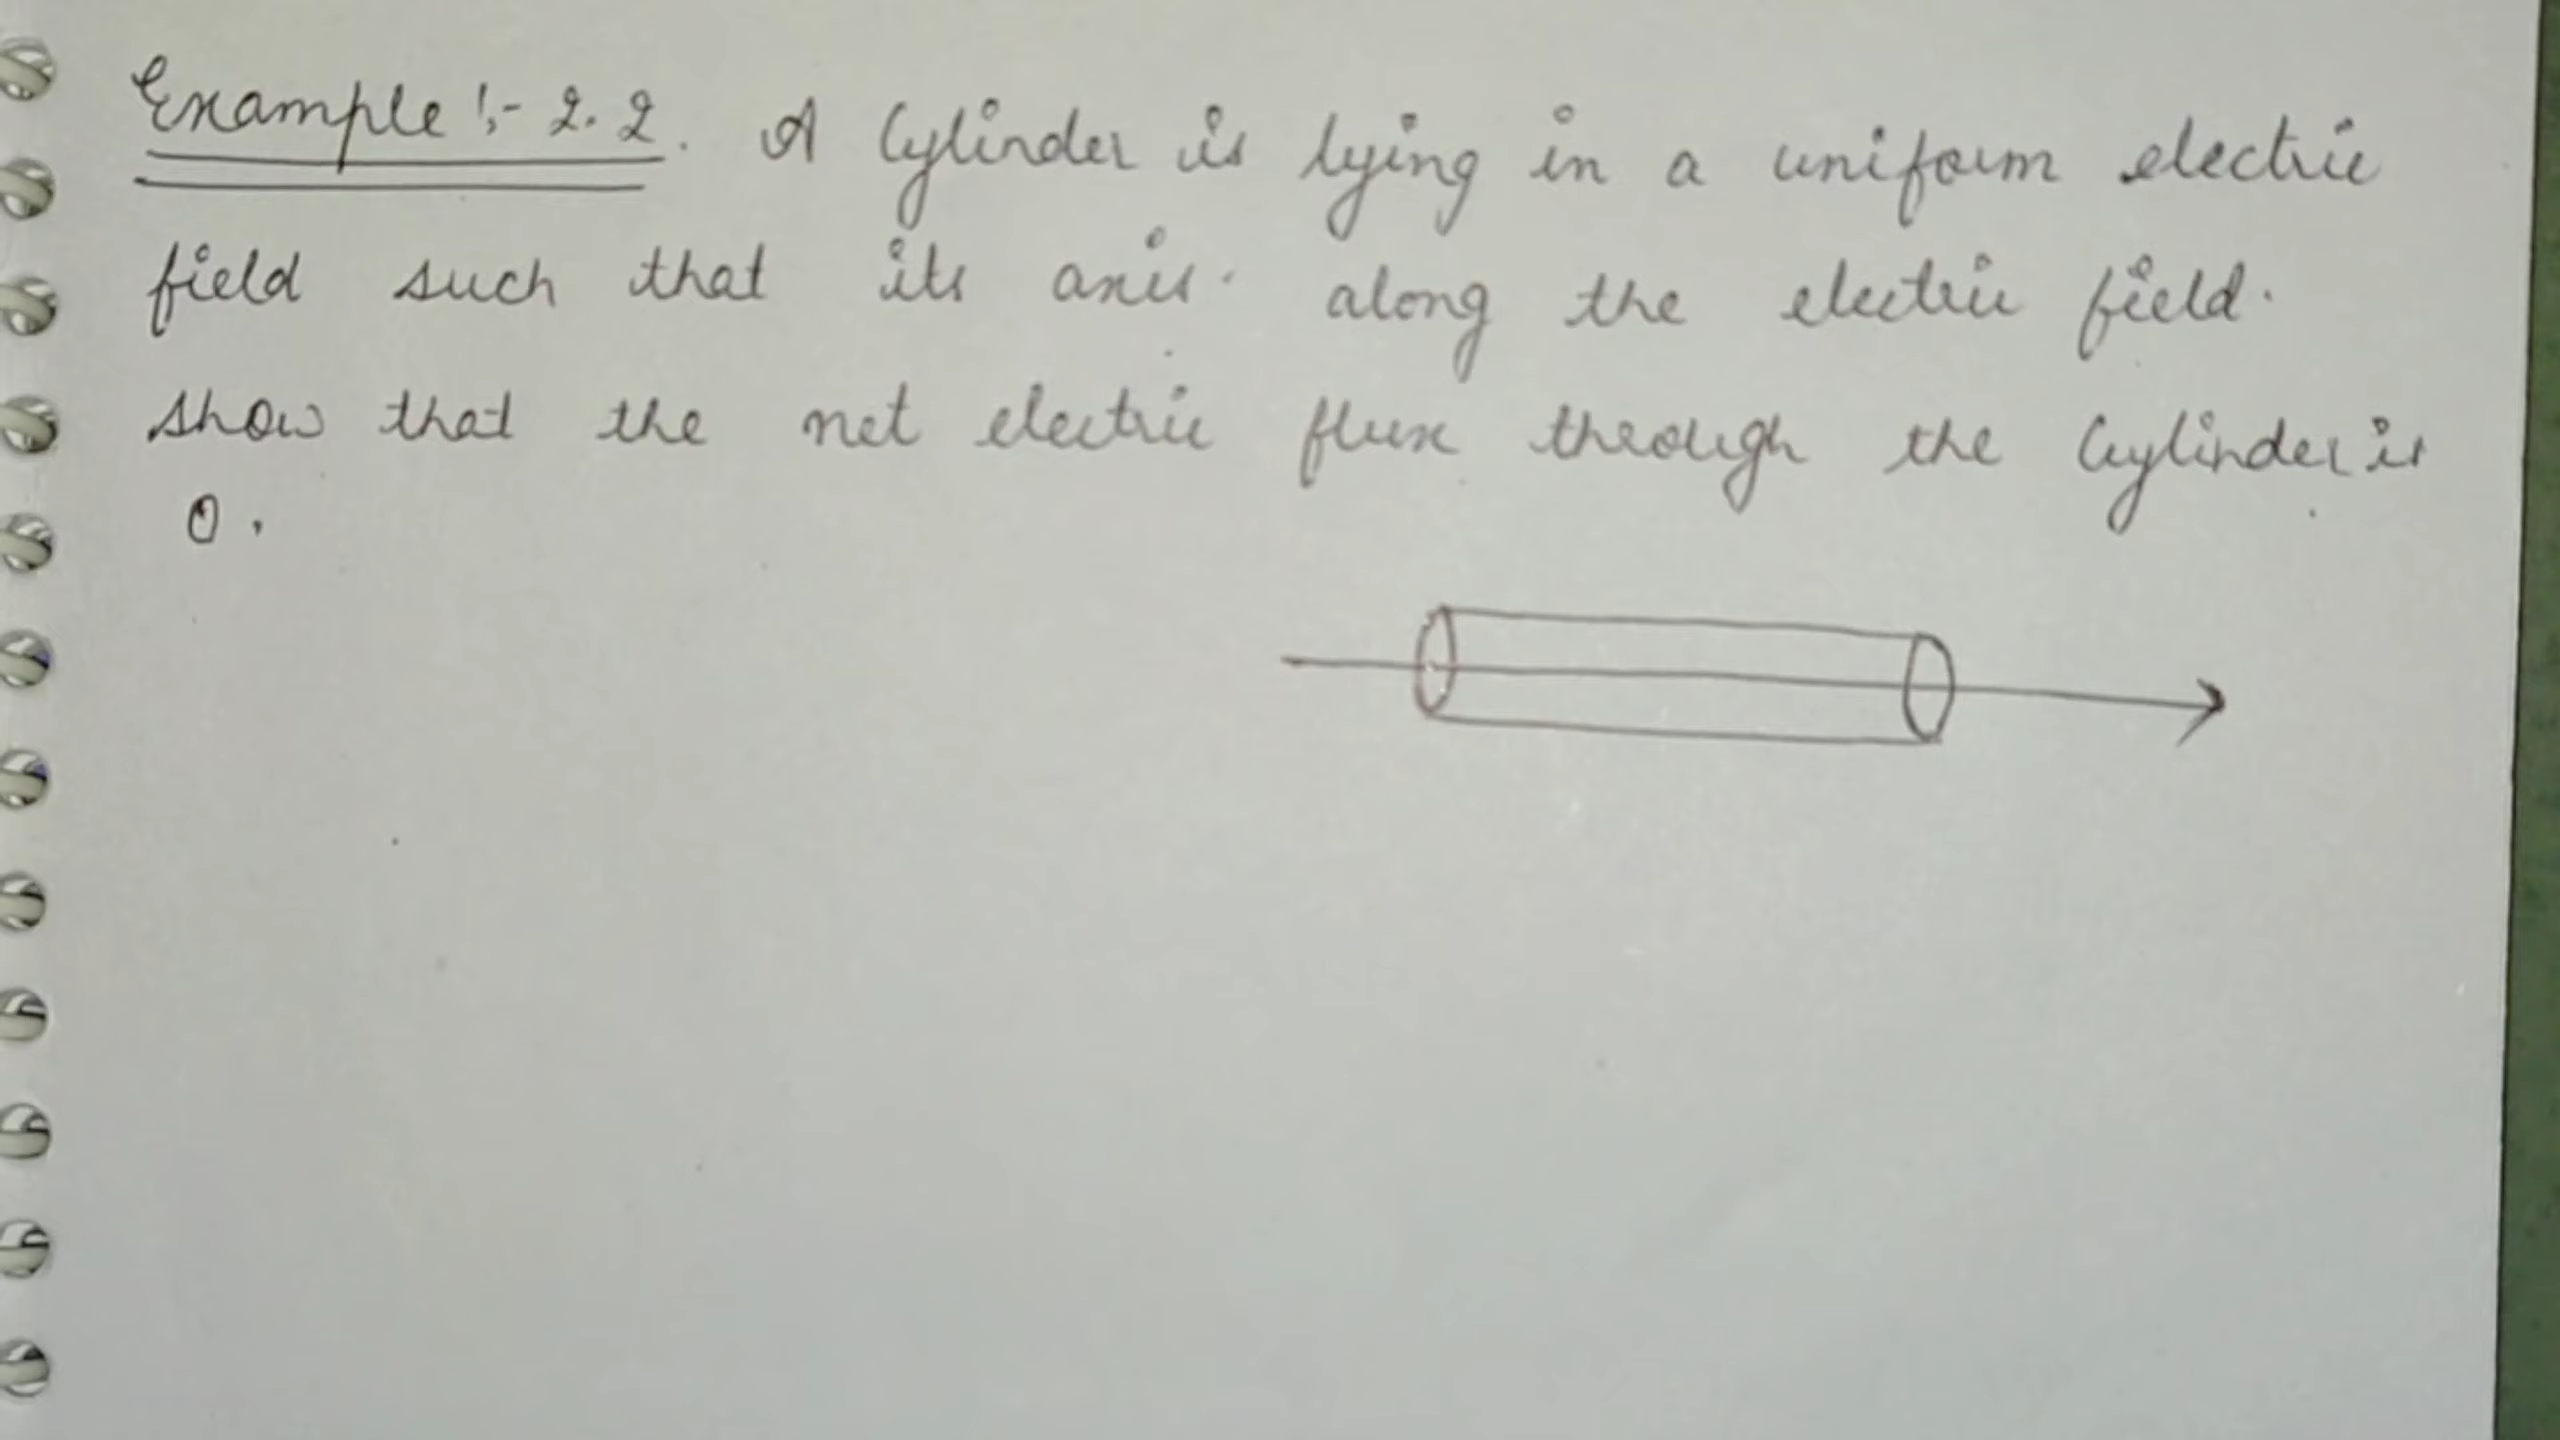 Example :- 2.2. A Cylinder is lying in a uniform electric
field such that its axis along the electric field.
show that the net electric flux through the Cylinder is
0.